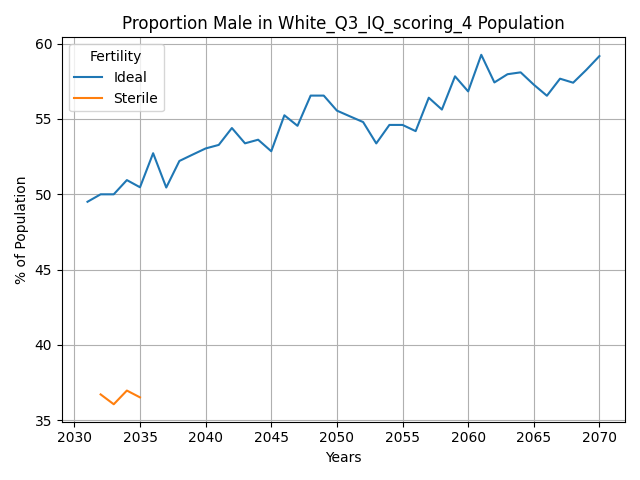 Proportion Male in White_Q3_IQ_scoring_4 Population
Fertility
Ideal
Sterile
% of Population
60
55
50
45
40
35
2030 2035 2040 2045 2050 2055 2060 2065 2070
Years